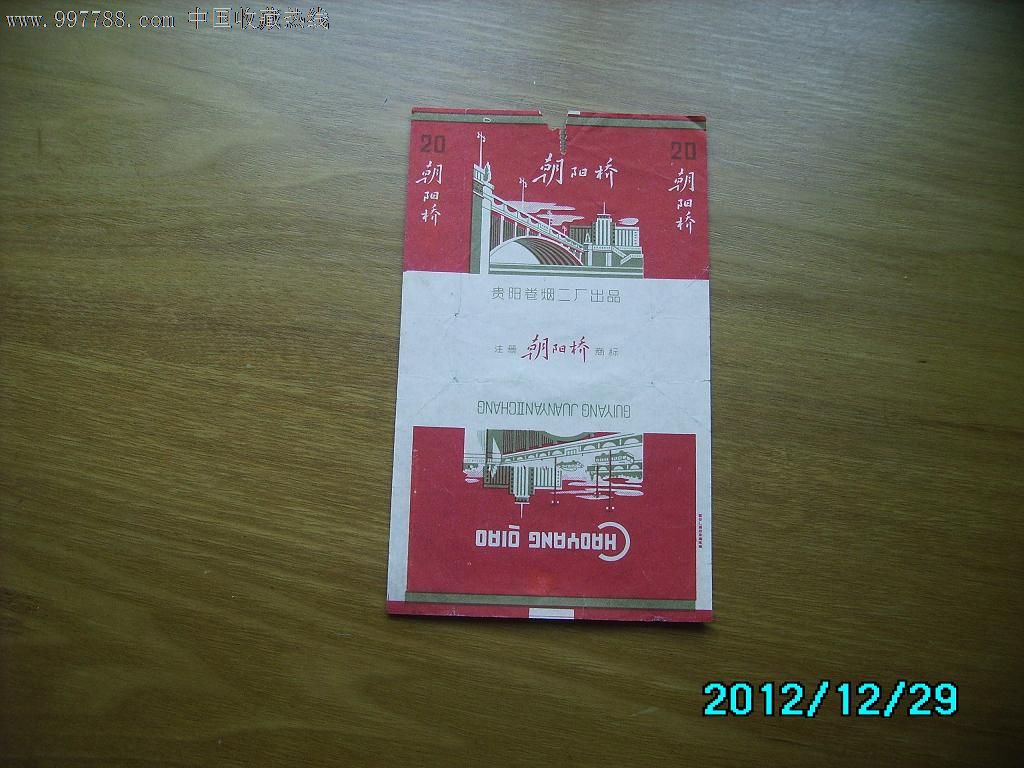 www.997788.com 中国收藏热线
20
朝阳桥
朝阳桥
20
朝阳桥
贵阳卷烟二厂出品
注册 朝阳桥 商标
GUIYANG JUANYANIICHANG
CHAOYANG QIAO
2012/12/29